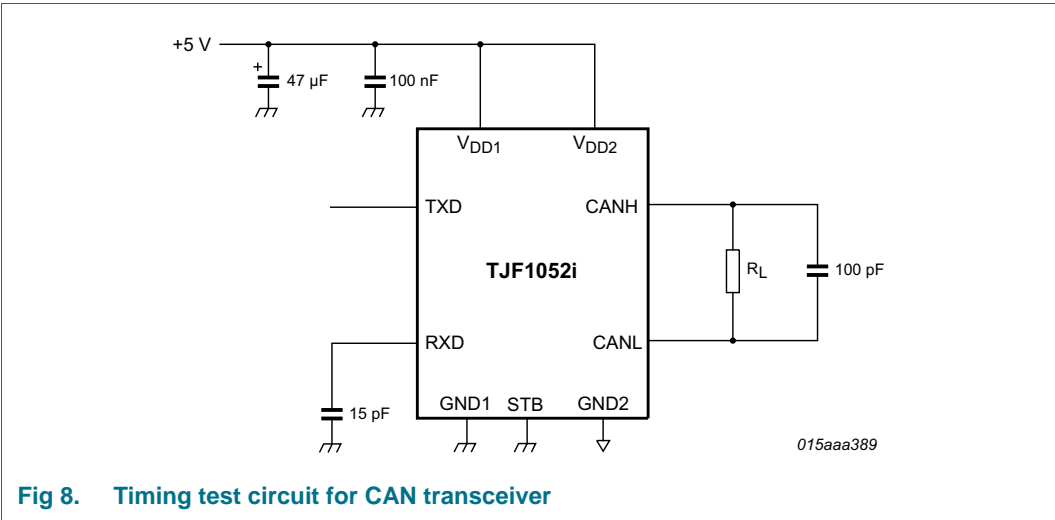 +5 V
+
47 μF
100 nF
VDD1
VDD2
TXD
CANH
TJF1052i
RL
100 pF
RXD
CANL
15 pF
GND1
STB
GND2
015aaa389
Fig 8. Timing test circuit for CAN transceiver